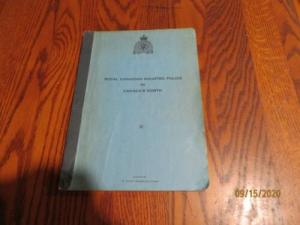 ROYAL CANADIAN MOUNTED POLICE
IN
CANADA'S NORTH
09/15/2020